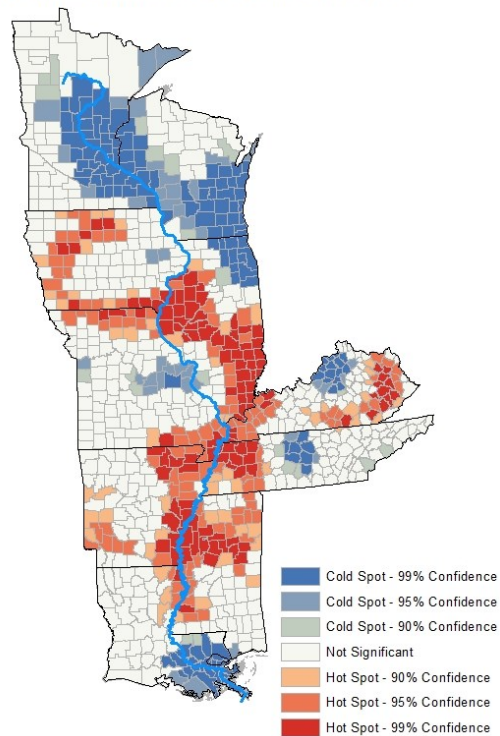 Cold Spot - 99% Confidence
Cold Spot - 95% Confidence
Cold Spot - 90% Confidence
Not Significant
Hot Spot - 90% Confidence
Hot Spot - 95% Confidence
Hot Spot - 99% Confidence